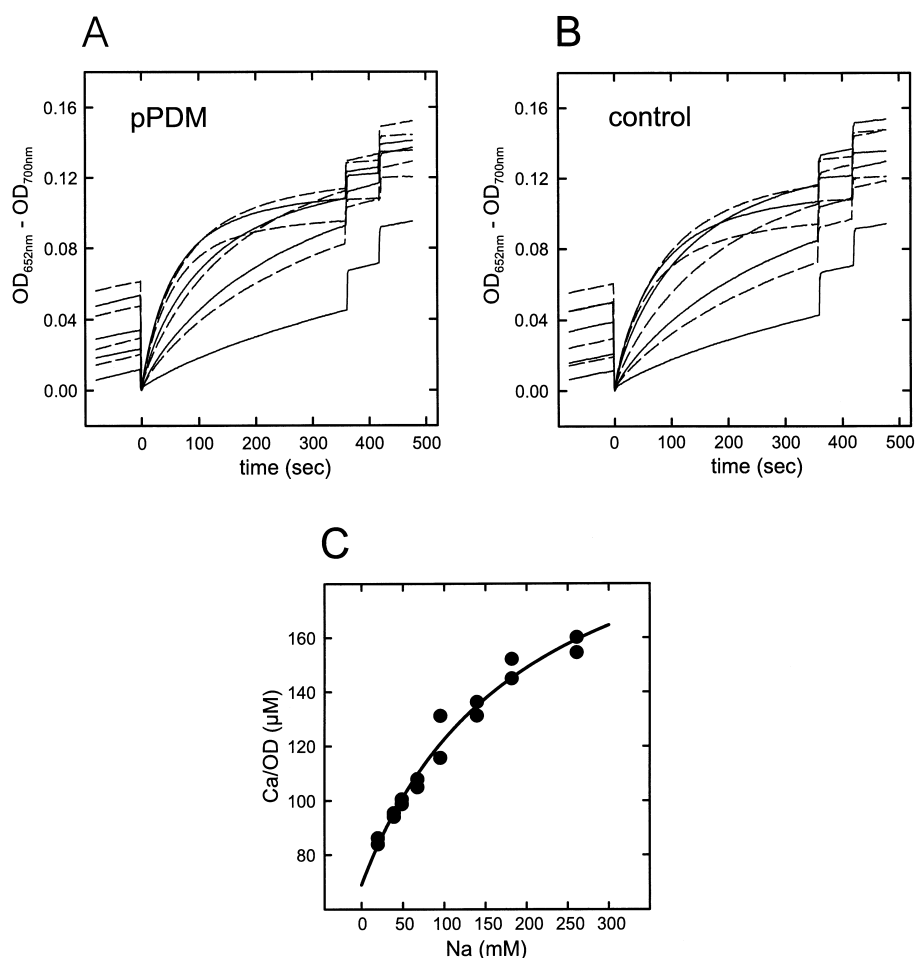 A
pPDM
0.16
0.12
0.08
0.04
0.00
OD652nm - OD700nm
0 100 200 300 400 500
time (sec)
B
control
0.16
0.12
0.08
0.04
0.00
OD652nm - OD700nm
0 100 200 300 400 500
time (sec)
C
160
140
120
100
80
Ca/OD (µM)
0 50 100 150 200 250 300
Na (mM)